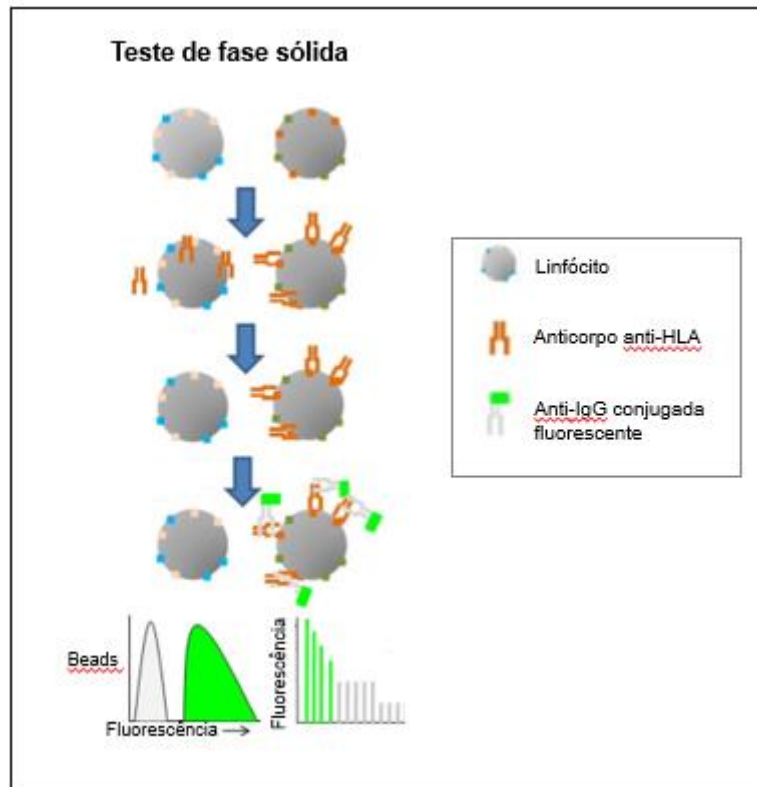 Teste de fase sólida
Linfócito
Anticorpo anti-HLA
Anti-IgG conjugada
fluorescente
Beads
Fluorescência
Fluorescência